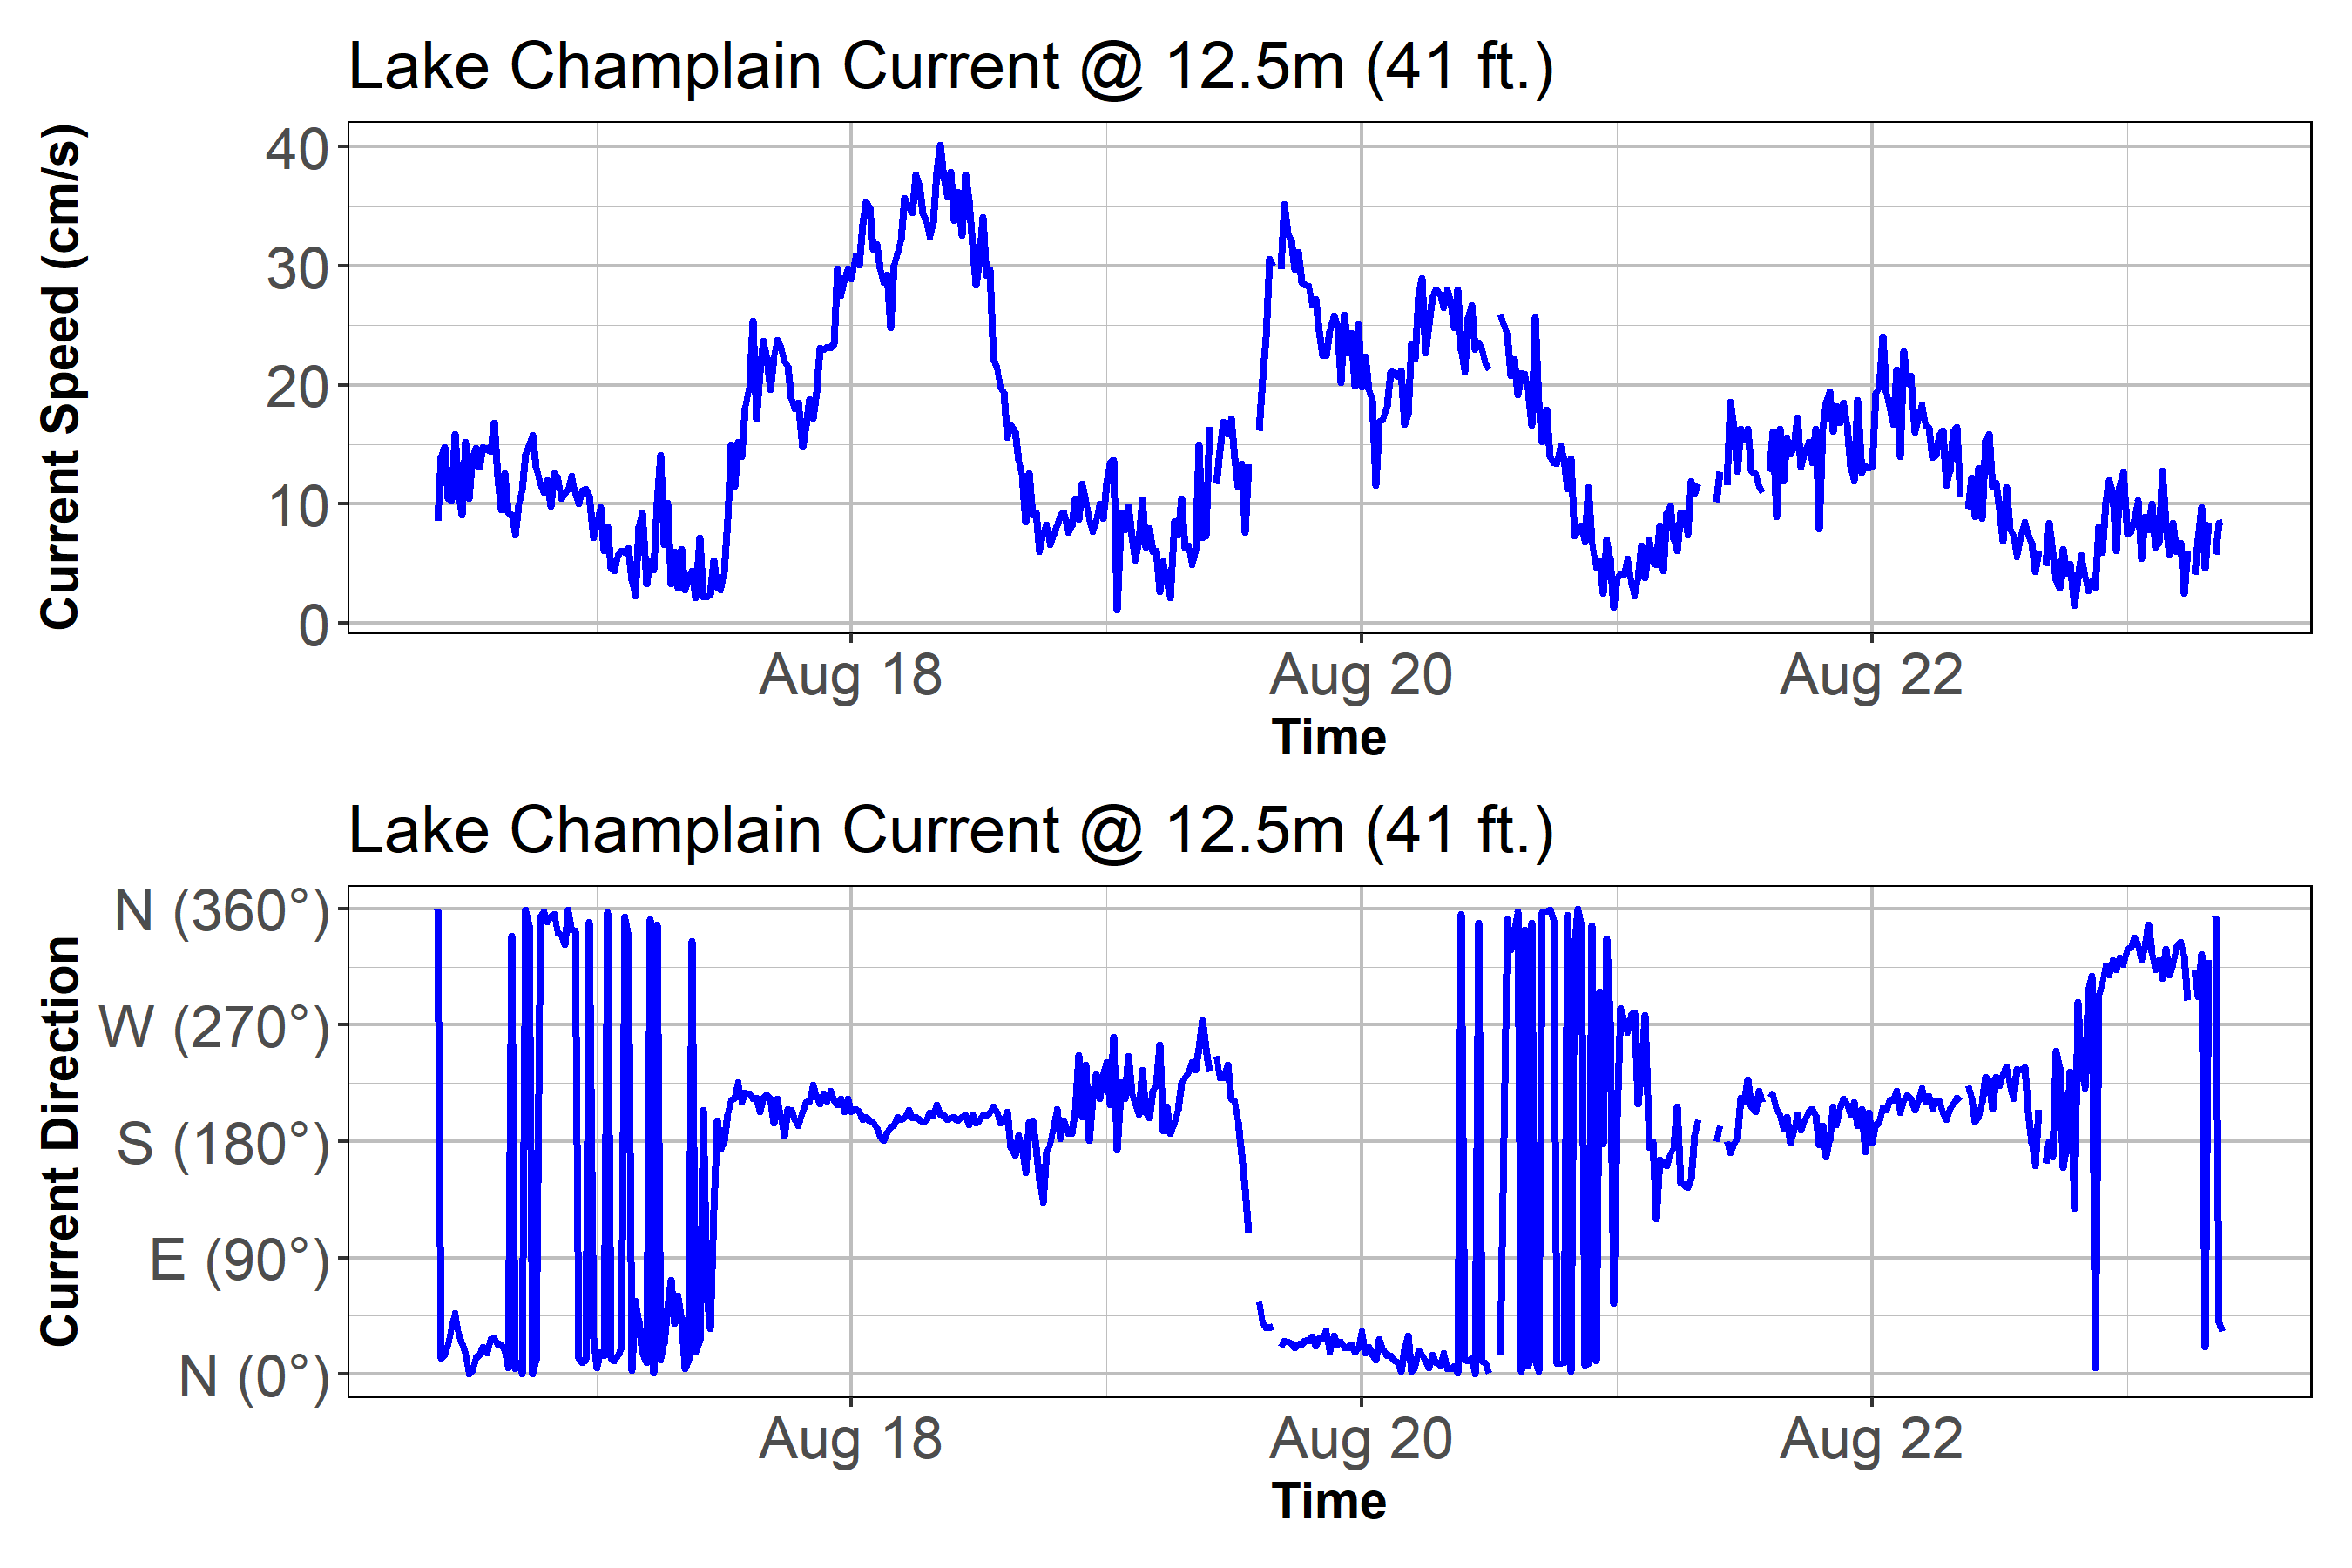 Lake Champlain Current @ 12.5m (41 ft.)
Current Speed (cm/s)
40
30
20
10
0
Aug 18
Aug 20
Aug 22
Time
Lake Champlain Current @ 12.5m (41 ft.)
Current Direction
N (360°)
W (270°)
S (180°)
E (90°)
N (0°)
Aug 18
Aug 20
Aug 22
Time